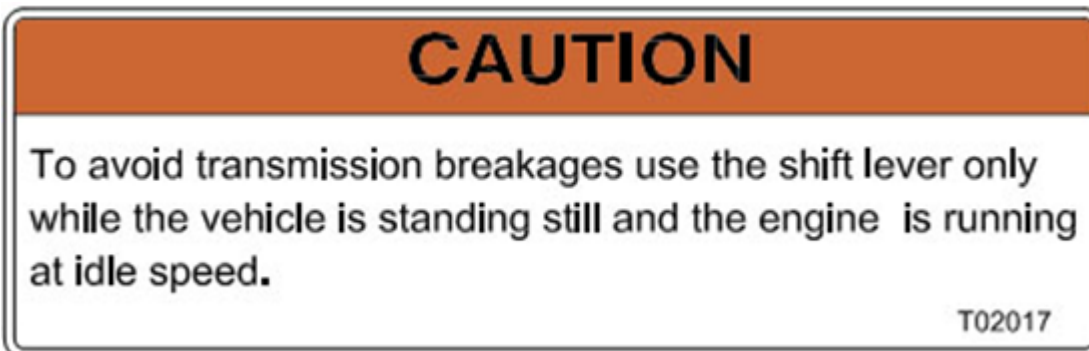 CAUTION
To avoid transmission breakages use the shift lever only
while the vehicle is standing still and the engine is running
at idle speed.
T02017